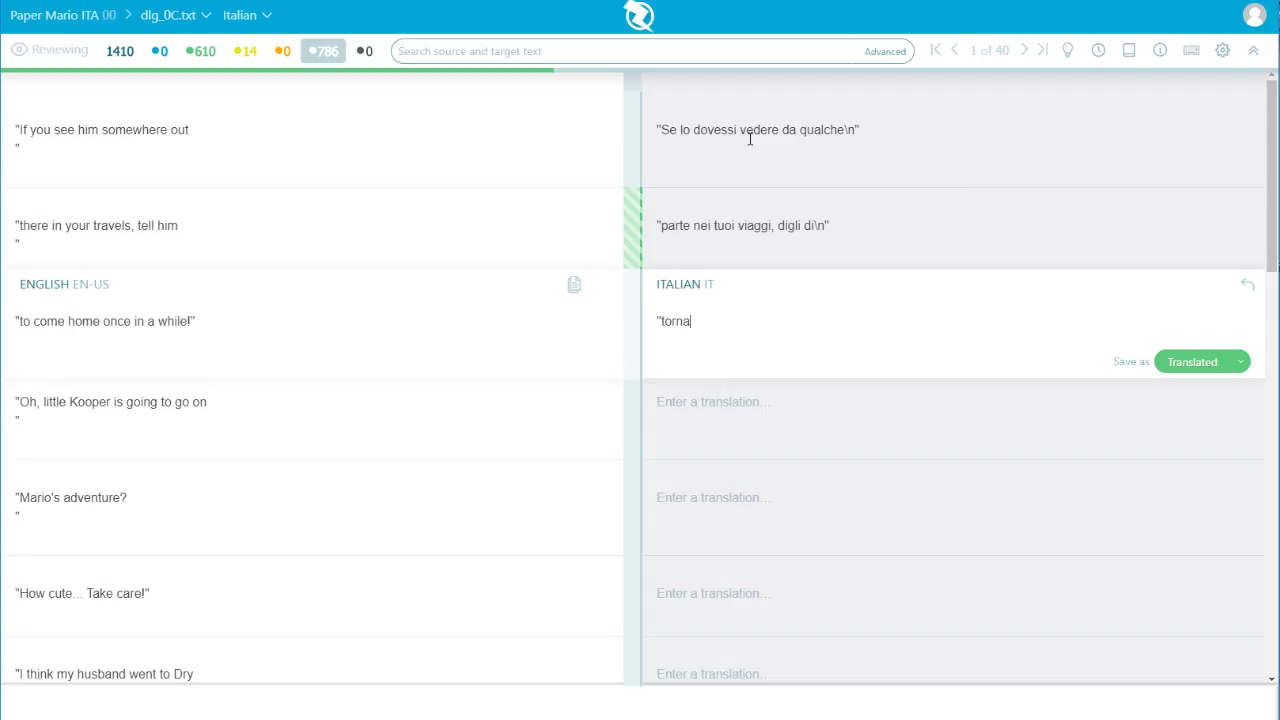 Paper Mario ITA 00 > dlg_0C.txt Italian
Reviewing 1410 0 610 14 0 786 0 Search source and target text Advanced 1 of 40
"If you see him somewhere out
"
"Se lo dovessi vedere da qualche\n"
"there in your travels, tell him
"
"parte nei tuoi viaggi, digli di\n"
ENGLISH EN-US
ITALIAN IT
"to come home once in a while!"
"torna
Save as Translated
"Oh, little Kooper is going to go on
"
Enter a translation...
"Mario's adventure?
"
Enter a translation...
"How cute... Take care!"
Enter a translation...
"I think my husband went to Dry
Enter a translation..